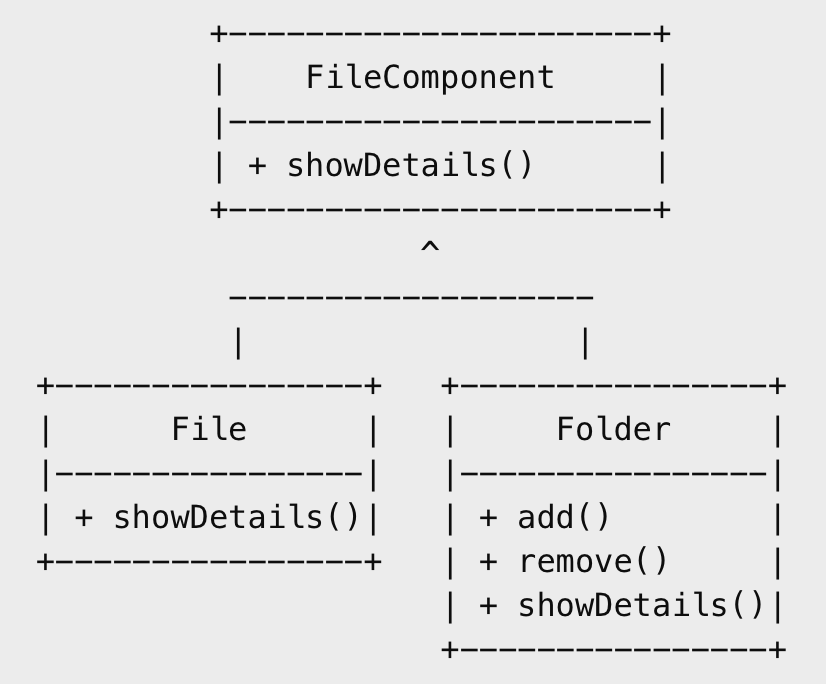 +----------------------+
|    FileComponent     |
|----------------------|
| + showDetails()      |
+----------------------+
^
-------------------
|                  |
+----------------+   +----------------+
|      File      |   |     Folder     |
|----------------|   |----------------|
| + showDetails()|   | + add()        |
+----------------+   | + remove()     |
| + showDetails()|
+----------------+